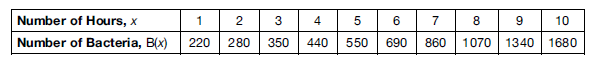 Number of Hours, x 1 2 3 4 5 6 7 8 9 10
Number of Bacteria, B(x) 220 280 350 440 550 690 860 1070 1340 1680